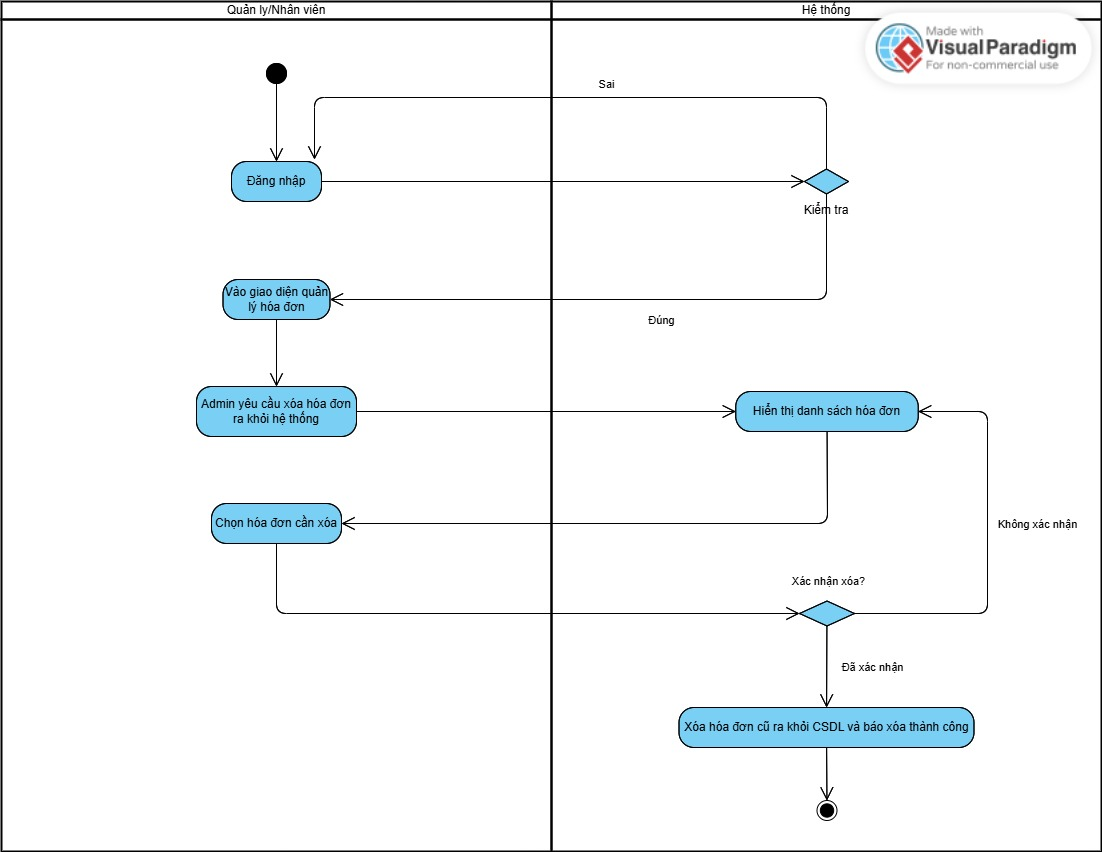 Quản ly/Nhân viên
Hệ thống
Made with
Visual Paradigm
For non-commercial use
Sai
Đăng nhập
Kiểm tra
Vào giao diện quản
lý hóa đơn
Đúng
Admin yêu cầu xóa hóa đơn
ra khỏi hệ thống
Hiển thị danh sách hóa đơn
Chọn hóa đơn cần xóa
Không xác nhận
Xác nhận xóa?
Đã xác nhận
Xóa hóa đơn cũ ra khỏi CSDL và báo xóa thành công